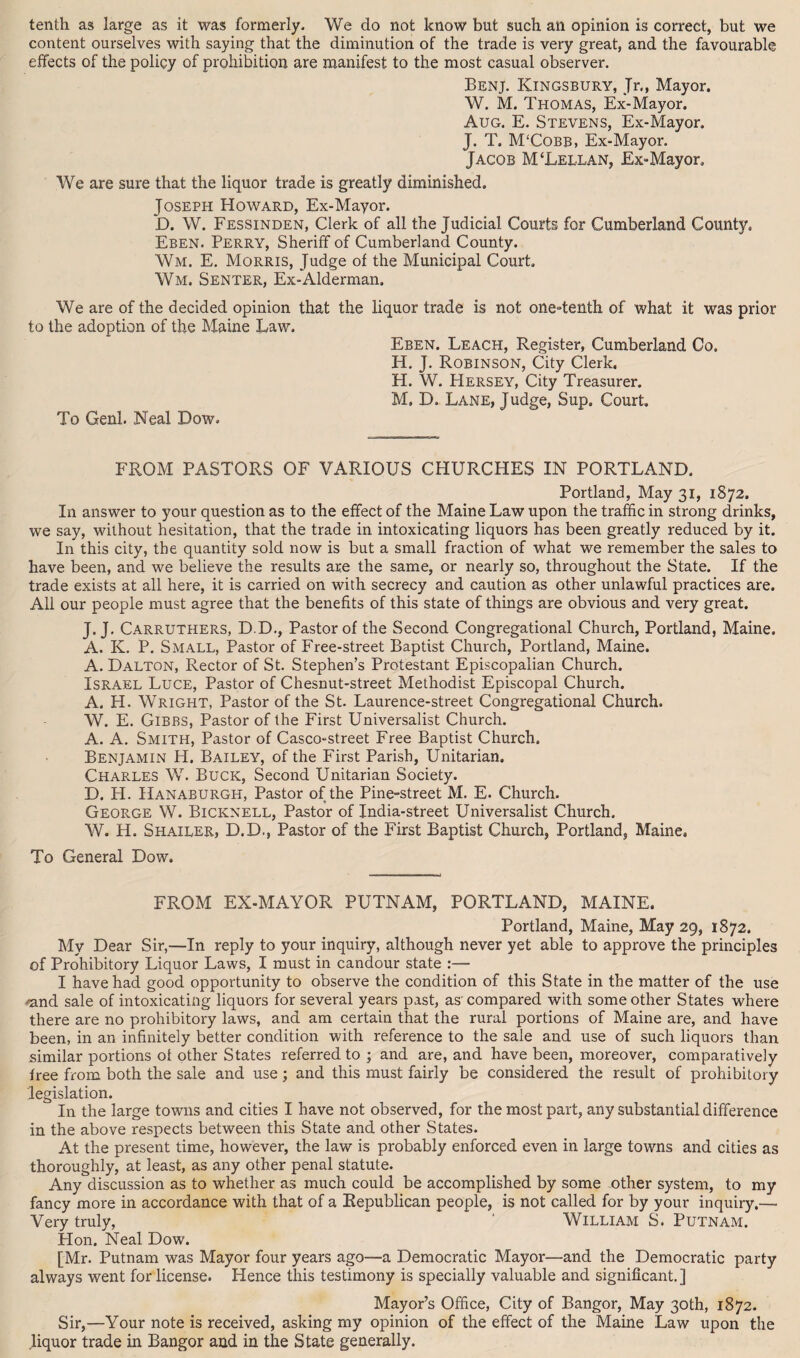 tenth as large as it was formerly. We do not know but such an opinion is correct, but we
content ourselves with saying that the diminution of the trade is very great, and the favourable
effects of the policy of prohibition are manifest to the most casual observer.
Benj. Kingsbury, Jr., Mayor.
W. M. Thomas, Ex-Mayor.
Aug. E. Stevens, Ex-Mayor.
J. T. M‘Cobb, Ex-Mayor.
Jacob M‘Lellan, Ex-Mayor.
We are sure that the liquor trade is greatly diminished.
Joseph Howard, Ex-Mayor.
D. W. Fessinden, Clerk of all the Judicial Courts for Cumberland County.
Eben. Perry, Sheriff of Cumberland County.
Wm. E. Morris, Judge of the Municipal Court.
Wm. Senter, Ex-Alderman.
We are of the decided opinion that the liquor trade is not one-tenth of what it was prior
to the adoption of the Maine Law.
Eben. Leach, Register, Cumberland Co.
H. J. Robinson, City Clerk.
H. W. Hersey, City Treasurer.
M. D. Lane, Judge, Sup. Court.
To Genl. Neal Dow.
FROM PASTORS OF VARIOUS CHURCHES IN PORTLAND.
Portland, May 31, 1872.
In answer to your question as to the effect of the Maine Law upon the traffic in strong drinks,
we say, without hesitation, that the trade in intoxicating liquors has been greatly reduced by it.
In this city, the quantity sold now is but a small fraction of what we remember the sales to
have been, and we believe the results are the same, or nearly so, throughout the State. If the
trade exists at all here, it is carried on with secrecy and caution as other unlawful practices are.
All our people must agree that the benefits of this state of things are obvious and very great.
J. J. Carruthers, D.D., Pastor of the Second Congregational Church, Portland, Maine.
A. K. P. Small, Pastor of Free-street Baptist Church, Portland, Maine.
A. Dalton, Rector of St. Stephen's Protestant Episcopalian Church.
Israel Luce, Pastor of Chesnut-street Methodist Episcopal Church.
A. H. Wright, Pastor of the St. Laurence-street Congregational Church.
W. E. Gibbs, Pastor of the First Universalist Church.
A. A. Smith, Pastor of Casco-street Free Baptist Church.
Benjamin H. Bailey, of the First Parish, Unitarian.
Charles W. Buck, Second Unitarian Society.
D. H. Hanaburgh, Pastor of the Pine-street M. E. Church.
George W. Bicknell, Pastor of India-street Universalist Church.
W. H. Shailer, D.D., Pastor of the First Baptist Church, Portland, Maine.
To General Dow.
FROM EX-MAYOR PUTNAM, PORTLAND, MAINE.
Portland, Maine, May 29, 1872.
My Dear Sir,—In reply to your inquiry, although never yet able to approve the principles
of Prohibitory Liquor Laws, I must in candour state :—
I have had good opportunity to observe the condition of this State in the matter of the use
and sale of intoxicating liquors for several years past, as compared with some other States where
there are no prohibitory laws, and am certain that the rural portions of Maine are, and have
been, in an infinitely better condition with reference to the sale and use of such liquors than
similar portions of other States referred to ; and are, and have been, moreover, comparatively
free from both the sale and use ; and this must fairly be considered the result of prohibitory
legislation.
In the large towns and cities I have not observed, for the most part, any substantial difference
in the above respects between this State and other States.
At the present time, however, the law is probably enforced even in large towns and cities as
thoroughly, at least, as any other penal statute.
Any discussion as to whether as much could be accomplished by some other system, to my
fancy more in accordance with that of a Republican people, is not called for by your inquiry.—
Very truly, William S. Putnam.
Hon. Neal Dow.
[Mr. Putnam was Mayor four years ago—a Democratic Mayor—and the Democratic party
always went for license. Hence this testimony is specially valuable and significant.]
Mayor's Office, City of Bangor, May 30th, 1872.
Sir,—Your note is received, asking my opinion of the effect of the Maine Law upon the
liquor trade in Bangor and in the State generally.